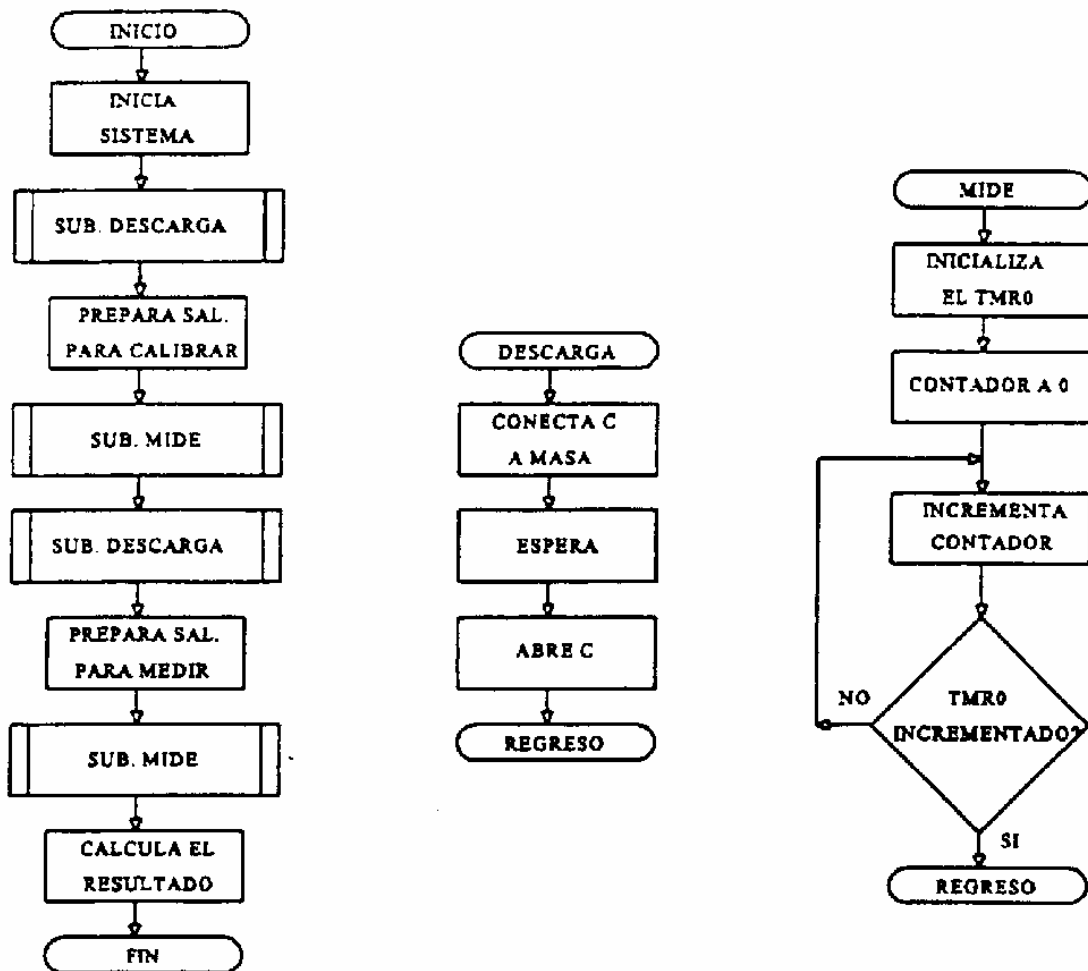 INICIO
INICIA
SISTEMA
SUB. DESCARGA
PREPARA SAL.
PARA CALIBRAR
SUB. MIDE
SUB. DESCARGA
PREPARA SAL.
PARA MEDIR
SUB. MIDE
CALCULA EL
RESULTADO
FIN
DESCARGA
CONECTA C
A MASA
ESPERA
ABRE C
REGRESO
MIDE
INICIALIZA
EL TMR0
CONTADOR A 0
INCREMENTA
CONTADOR
NO
TMR0
INCREMENTADO?
SI
REGRESO